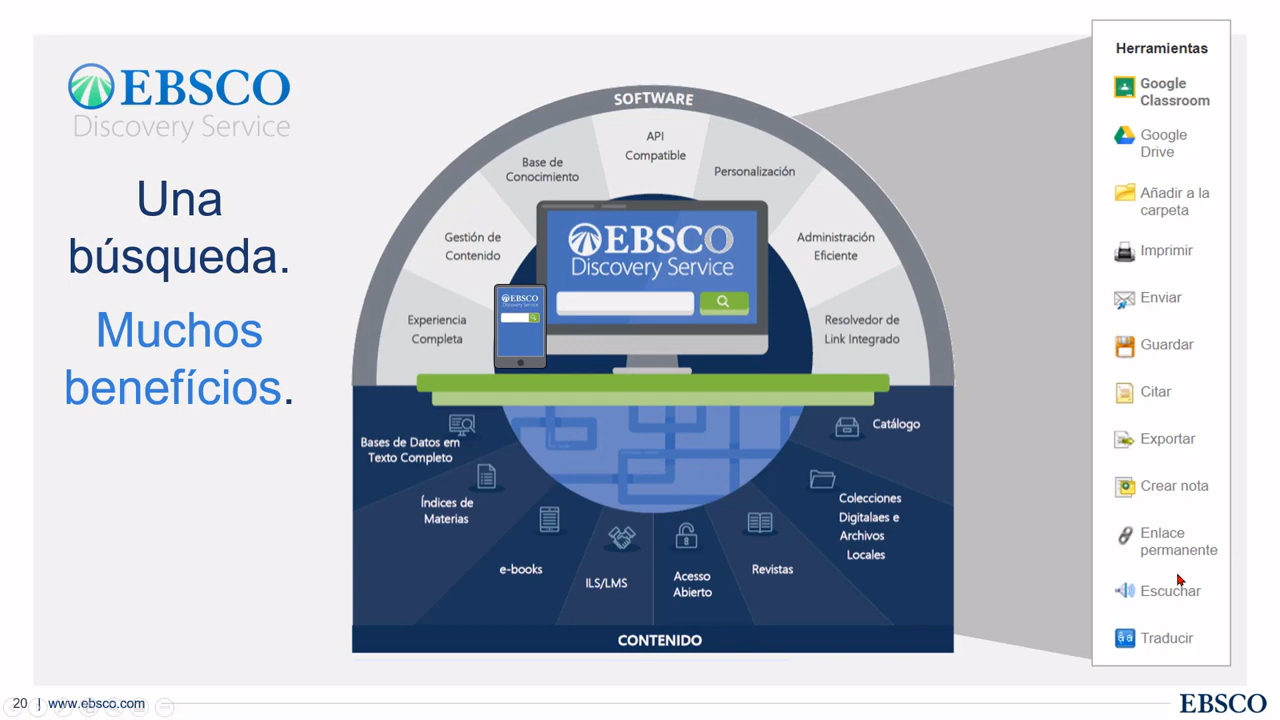 EBSCO
Discovery Service
Una
búsqueda.
Muchos
benefícios.
SOFTWARE
API
Compatible
Base de
Conocimiento
Personalización
Gestión de
Contenido
Administración
Eficiente
Experiencia
Completa
Resolvedor de
Link Integrado
EBSCO
Discovery Service
EBSCO
Discovery Service
Bases de Datos em
Texto Completo
Índices de
Materias
e-books
ILS/LMS
Acesso
Abierto
Revistas
Colecciones
Digitalaes e
Archivos
Locales
Catálogo
CONTENIDO
Herramientas
Google
Classroom
Google
Drive
Añadir a la
carpeta
Imprimir
Enviar
Guardar
Citar
Exportar
Crear nota
Enlace
permanente
Escuchar
Traducir
20 | www.ebsco.com
EBSCO